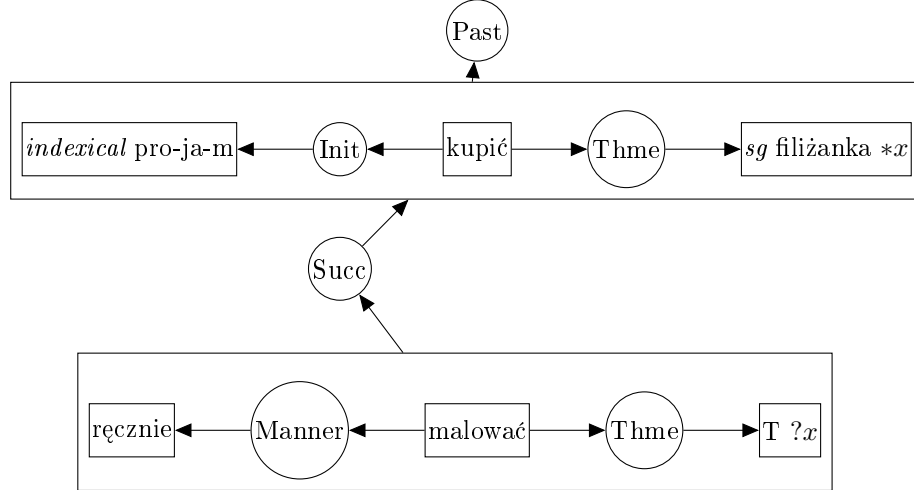 Past
indexical pro-ja-m Init kupić Thme sg filiżanka *x
Succ
ręcznie Manner malować Thme T ?x